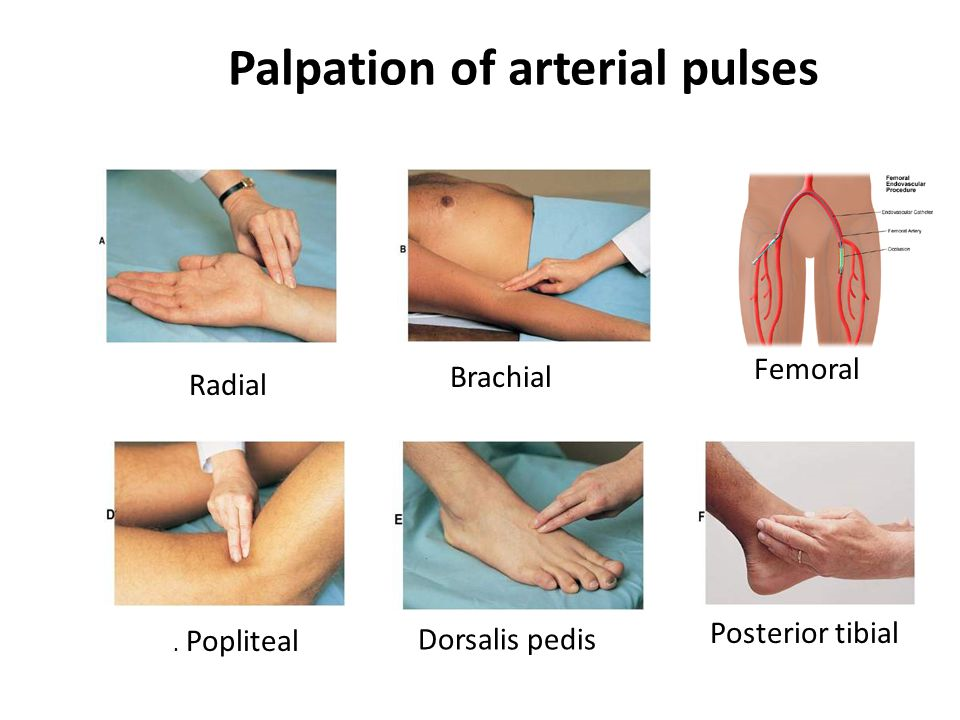 Palpation of arterial pulses
A
B
Femoral
Endovascular
Procedure
Endovascular Catheter
Femoral Artery
Occlusion
Radial
Brachial
Femoral
D
E
F
. Popliteal
Dorsalis pedis
Posterior tibial